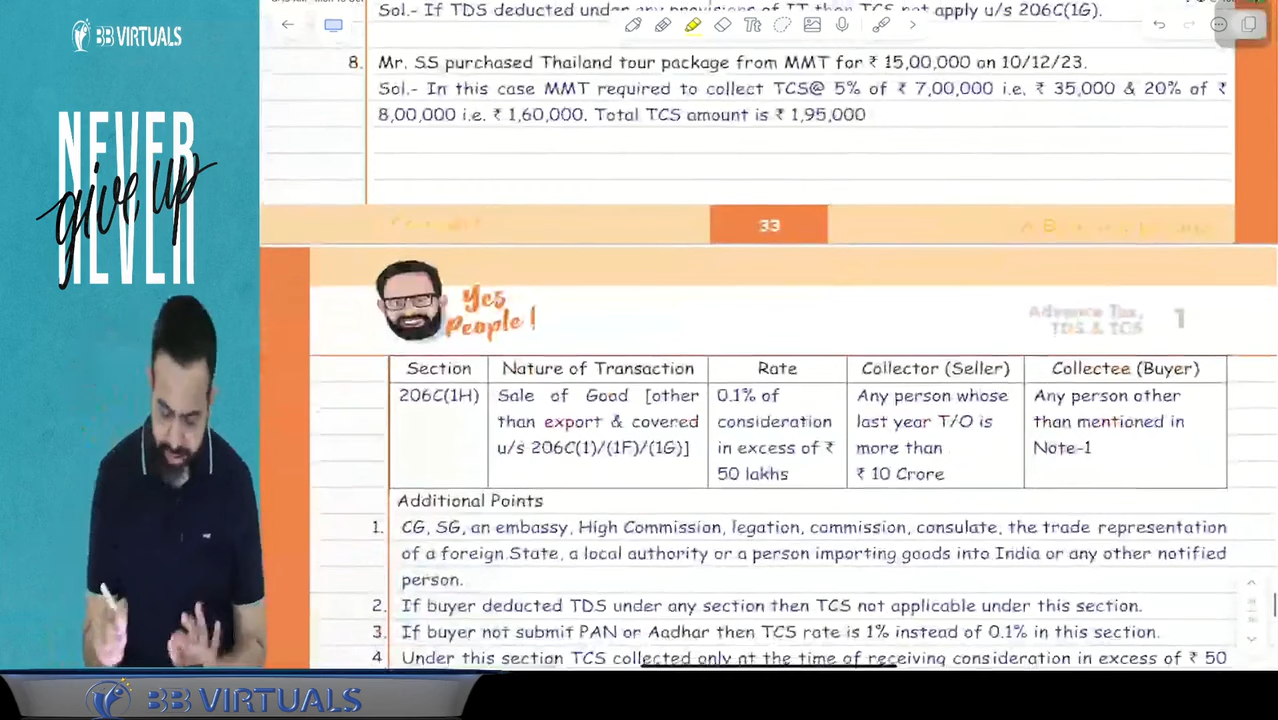 BB VIRTUALS
NEVER
give up
NEVER
Sol.- If TDS deducted under any provisions of IT then TCS not apply u/s 206C(1G).
8. Mr. SS purchased Thailand tour package from MMT for ₹ 15,00,000 on 10/12/23.
Sol.- In this case MMT required to collect TCS@ 5% of ₹ 7,00,000 i.e. ₹ 35,000 & 20% of ₹
8,00,000 i.e. ₹ 1,60,000. Total TCS amount is ₹ 1,95,000
33
Yes
People !
Advance Tax,
TDS & TCS
1
Section Nature of Transaction Rate Collector (Seller) Collectee (Buyer)
206C(1H) Sale of Good [other 0.1% of Any person whose Any person other
than export & covered consideration last year T/O is than mentioned in
u/s 206C(1)/(1F)/(1G)] in excess of ₹ more than Note-1
50 lakhs ₹ 10 Crore
Additional Points
1. CG, SG, an embassy, High Commission, legation, commission, consulate, the trade representation
of a foreign State, a local authority or a person importing goods into India or any other notified
person.
2. If buyer deducted TDS under any section then TCS not applicable under this section.
3. If buyer not submit PAN or Aadhar then TCS rate is 1% instead of 0.1% in this section.
4 Under this section TCS collected only at the time of receiving consideration in excess of ₹ 50
BB VIRTUALS